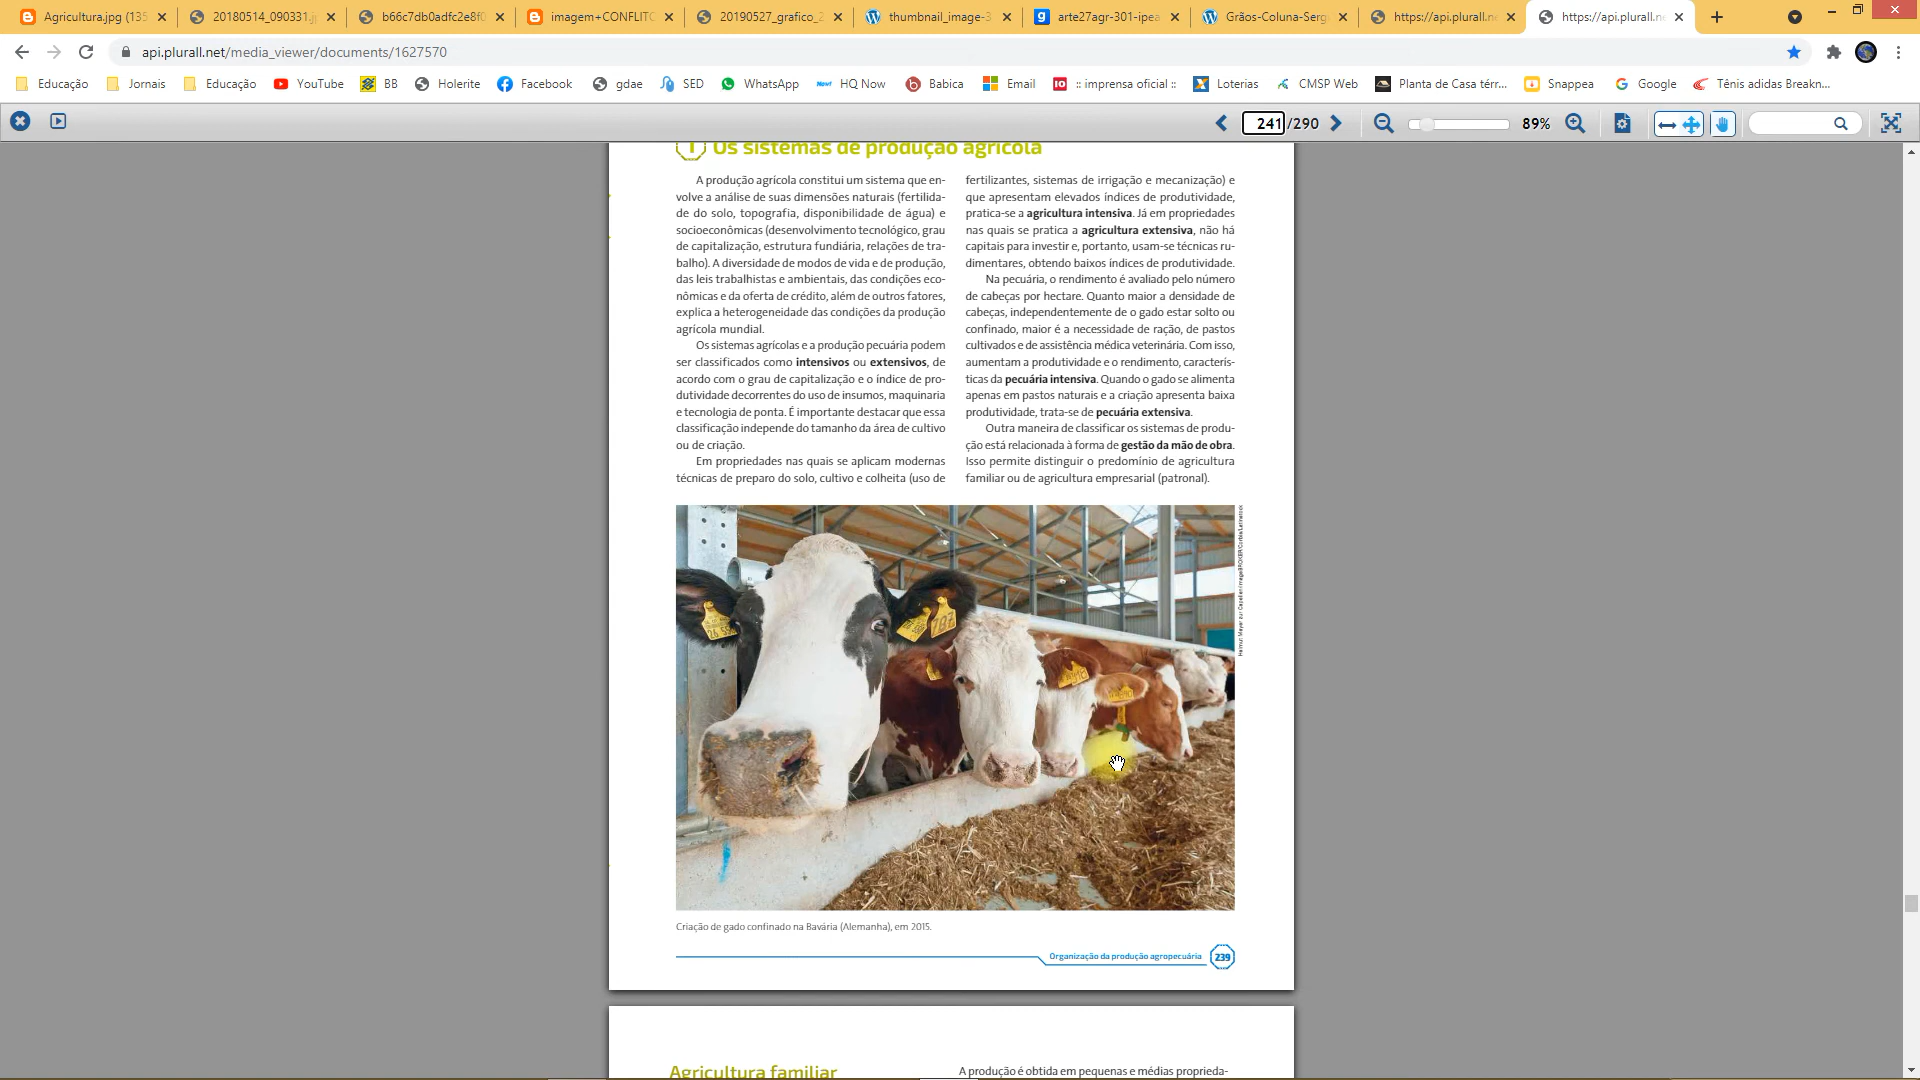 Agricultura.jpg (135
20180514_090331.j
b66c7db0adfc2e8f0
imagem+CONFLITO
20190527_grafico_2
thumbnail_image-3
arte27agr-301-ipea
Grãos-Coluna-Serg
https://api.plurall.ne
https://api.plurall.ne
api.plurall.net/media_viewer/documents/1627570
Educação
Jornais
Educação
YouTube
BB
Holerite
Facebook
gdae
SED
WhatsApp
HQ Now
Babica
Email
:: imprensa oficial ::
Loterias
CMSP Web
Planta de Casa térr...
Snappea
Google
Tênis adidas Breakn...
241/290
89%
1 Os sistemas de produção agrícola
A produção agrícola constitui um sistema que en-
volve a análise de suas dimensões naturais (fertilida-
de do solo, topografia, disponibilidade de água) e
socioeconômicas (desenvolvimento tecnológico, grau
de capitalização, estrutura fundiária, relações de tra-
balho). A diversidade de modos de vida e de produção,
das leis trabalhistas e ambientais, das condições eco-
nômicas e da oferta de crédito, além de outros fatores,
explica a heterogeneidade das condições da produção
agrícola mundial.
Os sistemas agrícolas e a produção pecuária podem
ser classificados como intensivos ou extensivos, de
acordo com o grau de capitalização e o índice de pro-
dutividade decorrentes do uso de insumos, maquinaria
e tecnologia de ponta. É importante destacar que essa
classificação independe do tamanho da área de cultivo
ou de criação.
Em propriedades nas quais se aplicam modernas
técnicas de preparo do solo, cultivo e colheita (uso de
fertilizantes, sistemas de irrigação e mecanização) e
que apresentam elevados índices de produtividade,
pratica-se a agricultura intensiva. Já em propriedades
nas quais se pratica a agricultura extensiva, não há
capitais para investir e, portanto, usam-se técnicas ru-
dimentares, obtendo baixos índices de produtividade.
Na pecuária, o rendimento é avaliado pelo número
de cabeças por hectare. Quanto maior a densidade de
cabeças, independentemente de o gado estar solto ou
confinado, maior é a necessidade de ração, de pastos
cultivados e de assistência médica veterinária. Com isso,
aumentam a produtividade e o rendimento, caracterís-
ticas da pecuária intensiva. Quando o gado se alimenta
apenas em pastos naturais e a criação apresenta baixa
produtividade, trata-se de pecuária extensiva.
Outra maneira de classificar os sistemas de produ-
ção está relacionada à forma de gestão da mão de obra.
Isso permite distinguir o predomínio de agricultura
familiar ou de agricultura empresarial (patronal).
Criação de gado confinado na Bavária (Alemanha), em 2015.
Organização da produção agropecuária 239
Agricultura familiar
A produção é obtida em pequenas e médias proprieda-